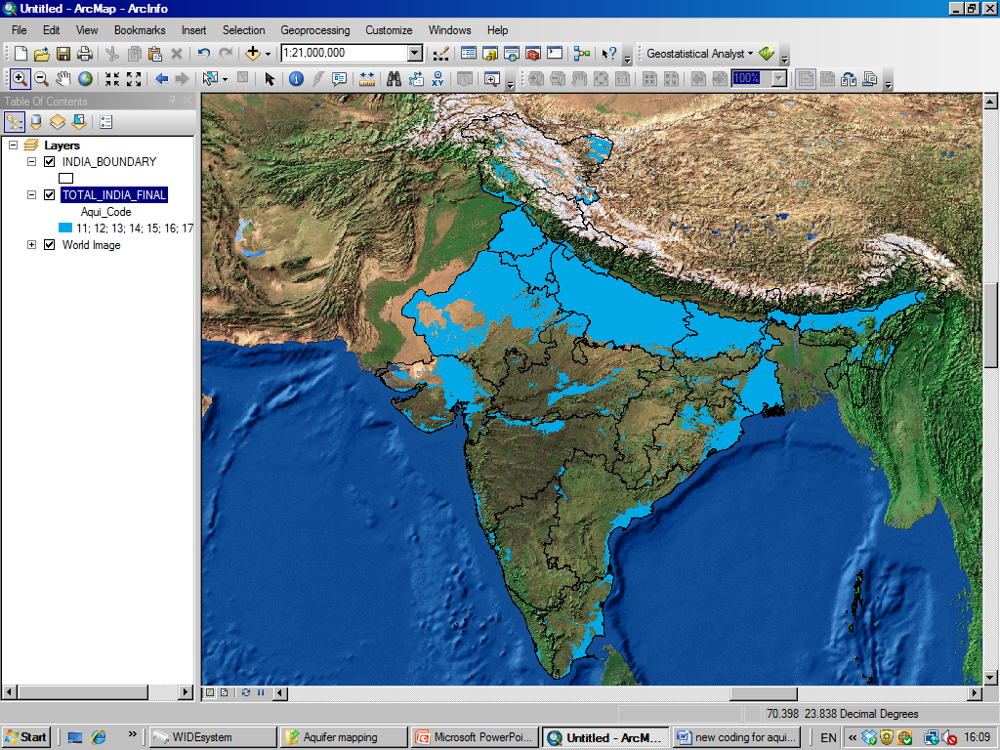 Untitled - ArcMap - ArcInfo
File Edit View Bookmarks Insert Selection Geoprocessing Customize Windows Help
1:21,000,000
Geostatistical Analyst
100%
Table Of Contents
Layers
INDIA_BOUNDARY
TOTAL_INDIA_FINAL
Aqui_Code
11; 12; 13; 14; 15; 16; 17
World Image
70.398 23.838 Decimal Degrees
Start
WIDEsystem
Aquifer mapping
Microsoft PowerPoi...
Untitled - ArcM...
new coding for aqui...
EN
16:09